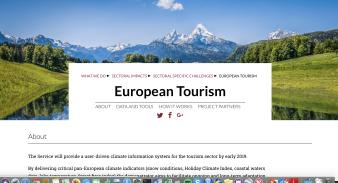 WHAT WE DO ▸ SECTORAL IMPACTS ▸ SECTORAL SPECIFIC CHALLENGES ▸ EUROPEAN TOURISM
European Tourism
ABOUT DATA AND TOOLS HOW IT WORKS PROJECT PARTNERS
About
The Service will provide a user-driven climate information system for the tourism sector by early 2019.
By delivering critical pan-European climate indicators (snow conditions, Holiday Climate Index, coastal waters